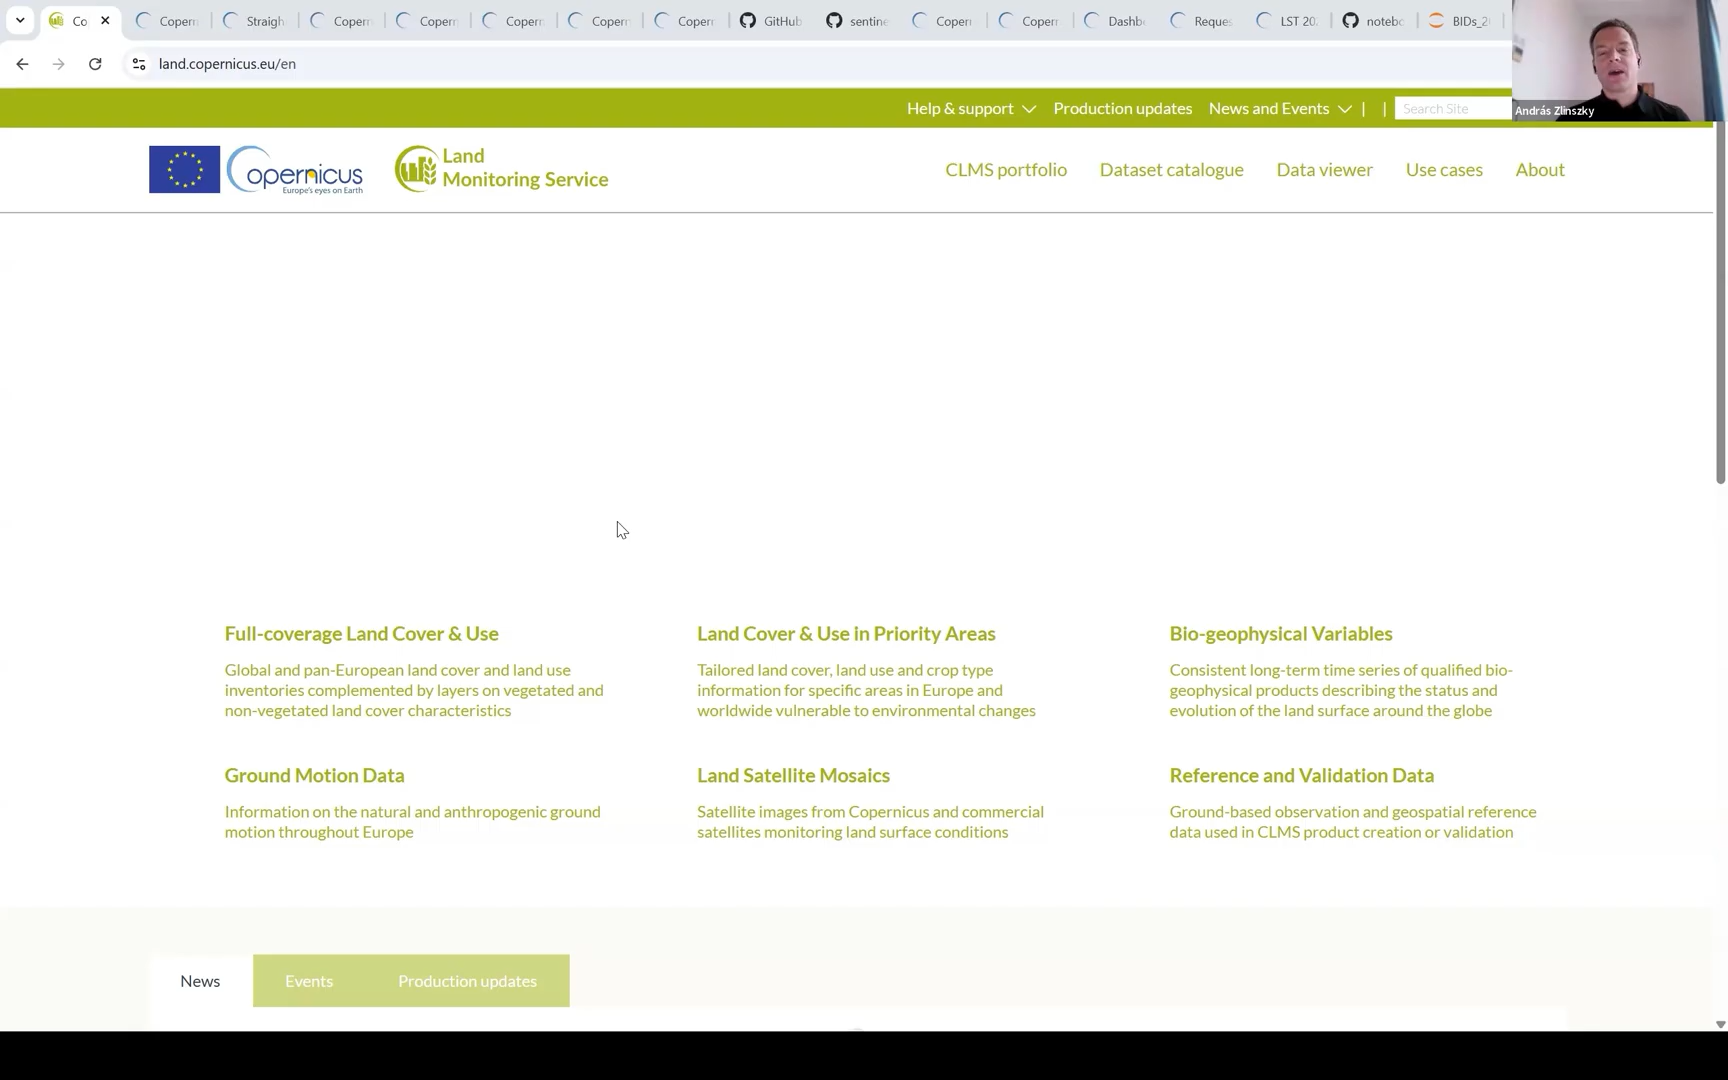 Co
Copern
Straigh
Copern
Copern
Copern
Copern
Copern
GitHub
sentine
Copern
Copern
Dashb
Reques
LST 202
notebo
BIDs_2
land.copernicus.eu/en
Help & support
Production updates
News and Events
Search Site
András Zlinszky
opernicus
Europe's eyes on Earth
Land
Monitoring Service
CLMS portfolio
Dataset catalogue
Data viewer
Use cases
About
Full-coverage Land Cover & Use
Global and pan-European land cover and land use
inventories complemented by layers on vegetated and
non-vegetated land cover characteristics
Land Cover & Use in Priority Areas
Tailored land cover, land use and crop type
information for specific areas in Europe and
worldwide vulnerable to environmental changes
Bio-geophysical Variables
Consistent long-term time series of qualified bio-
geophysical products describing the status and
evolution of the land surface around the globe
Ground Motion Data
Information on the natural and anthropogenic ground
motion throughout Europe
Land Satellite Mosaics
Satellite images from Copernicus and commercial
satellites monitoring land surface conditions
Reference and Validation Data
Ground-based observation and geospatial reference
data used in CLMS product creation or validation
News
Events
Production updates